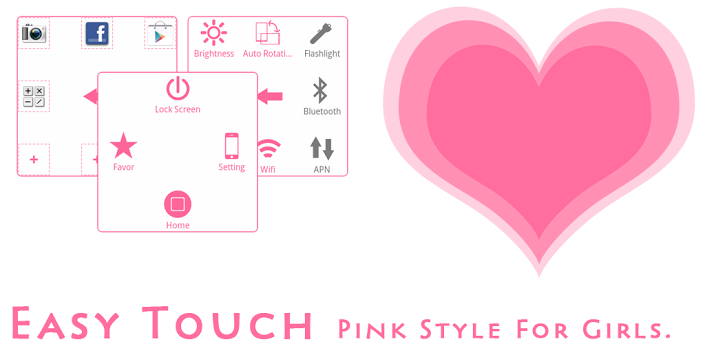 Brightness Auto Rotati... Flashlight
Lock Screen
Bluetooth
Favor Setting Wifi APN
Home
EASY TOUCH PINK STYLE FOR GIRLS.